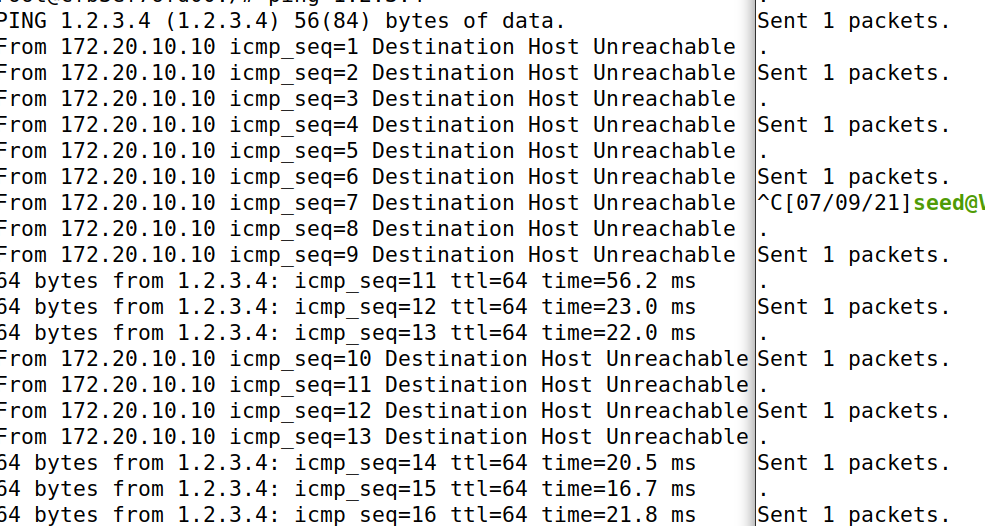 PING 1.2.3.4 (1.2.3.4) 56(84) bytes of data.
From 172.20.10.10 icmp_seq=1 Destination Host Unreachable
From 172.20.10.10 icmp_seq=2 Destination Host Unreachable
From 172.20.10.10 icmp_seq=3 Destination Host Unreachable
From 172.20.10.10 icmp_seq=4 Destination Host Unreachable
From 172.20.10.10 icmp_seq=5 Destination Host Unreachable
From 172.20.10.10 icmp_seq=6 Destination Host Unreachable
From 172.20.10.10 icmp_seq=7 Destination Host Unreachable
From 172.20.10.10 icmp_seq=8 Destination Host Unreachable
From 172.20.10.10 icmp_seq=9 Destination Host Unreachable
64 bytes from 1.2.3.4: icmp_seq=11 ttl=64 time=56.2 ms
64 bytes from 1.2.3.4: icmp_seq=12 ttl=64 time=23.0 ms
64 bytes from 1.2.3.4: icmp_seq=13 ttl=64 time=22.0 ms
From 172.20.10.10 icmp_seq=10 Destination Host Unreachable
From 172.20.10.10 icmp_seq=11 Destination Host Unreachable
From 172.20.10.10 icmp_seq=12 Destination Host Unreachable
From 172.20.10.10 icmp_seq=13 Destination Host Unreachable
64 bytes from 1.2.3.4: icmp_seq=14 ttl=64 time=20.5 ms
64 bytes from 1.2.3.4: icmp_seq=15 ttl=64 time=16.7 ms
64 bytes from 1.2.3.4: icmp_seq=16 ttl=64 time=21.8 ms
.
Sent 1 packets.
.
Sent 1 packets.
.
Sent 1 packets.
.
Sent 1 packets.
^C[07/09/21]seed@
.
Sent 1 packets.
.
Sent 1 packets.
.
Sent 1 packets.
.
Sent 1 packets.
.
Sent 1 packets.
.
Sent 1 packets.